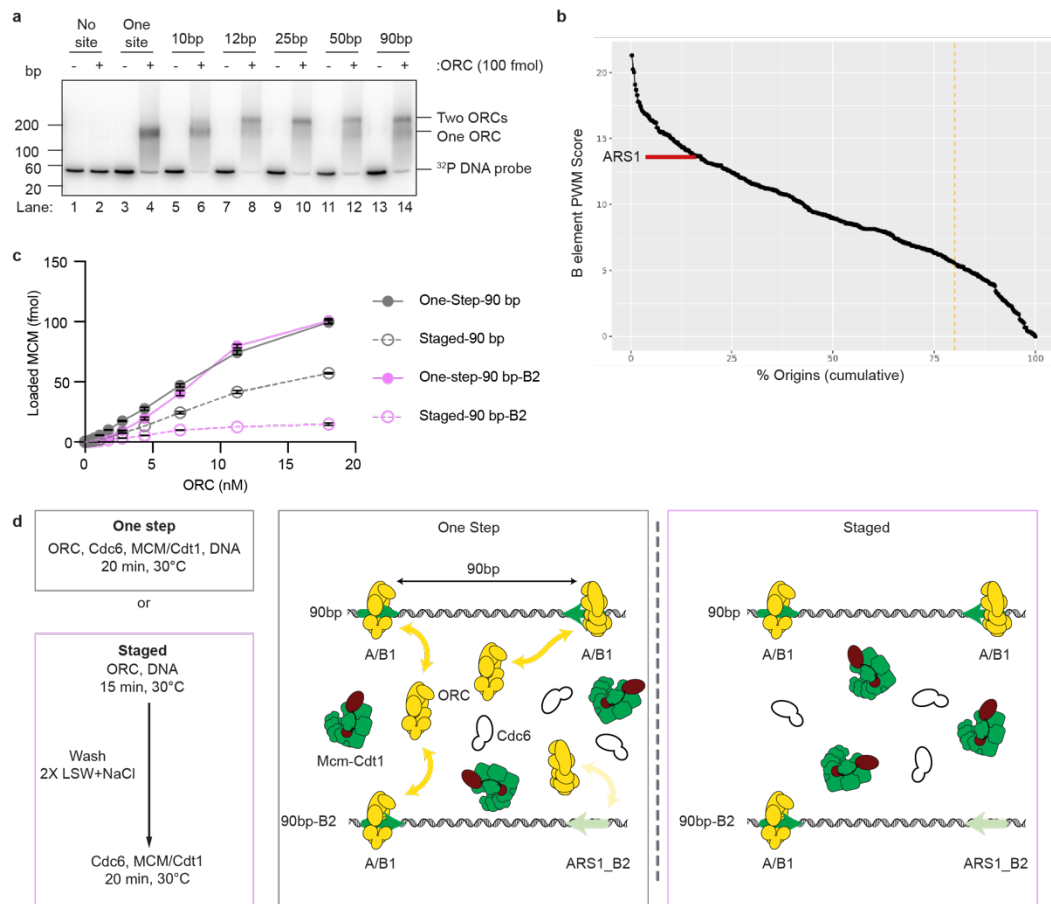 a
No site
One site
10bp
12bp
25bp
50bp
90bp
bp
- + - + - + - + - + - + - + :ORC (100 fmol)
200
100
60
20
Two ORCs
One ORC
32P DNA probe
Lane: 1 2 3 4 5 6 7 8 9 10 11 12 13 14
b
B element PWM Score
20
15
10
5
0
ARS1
0 25 50 75 100
% Origins (cumulative)
c
Loaded MCM (fmol)
150
100
50
0
0 5 10 15 20
ORC (nM)
One-Step-90 bp
Staged-90 bp
One-step-90 bp-B2
Staged-90 bp-B2
d
One step
ORC, Cdc6, MCM/Cdt1, DNA
20 min, 30°C
or
Staged
ORC, DNA
15 min, 30°C
Wash
2X LSW+NaCl
Cdc6, MCM/Cdt1
20 min, 30°C
One Step
90bp
90bp
A/B1
A/B1
ORC
Cdc6
Mcm-Cdt1
90bp-B2
A/B1
ARS1_B2
Staged
90bp
A/B1
A/B1
90bp-B2
A/B1
ARS1_B2